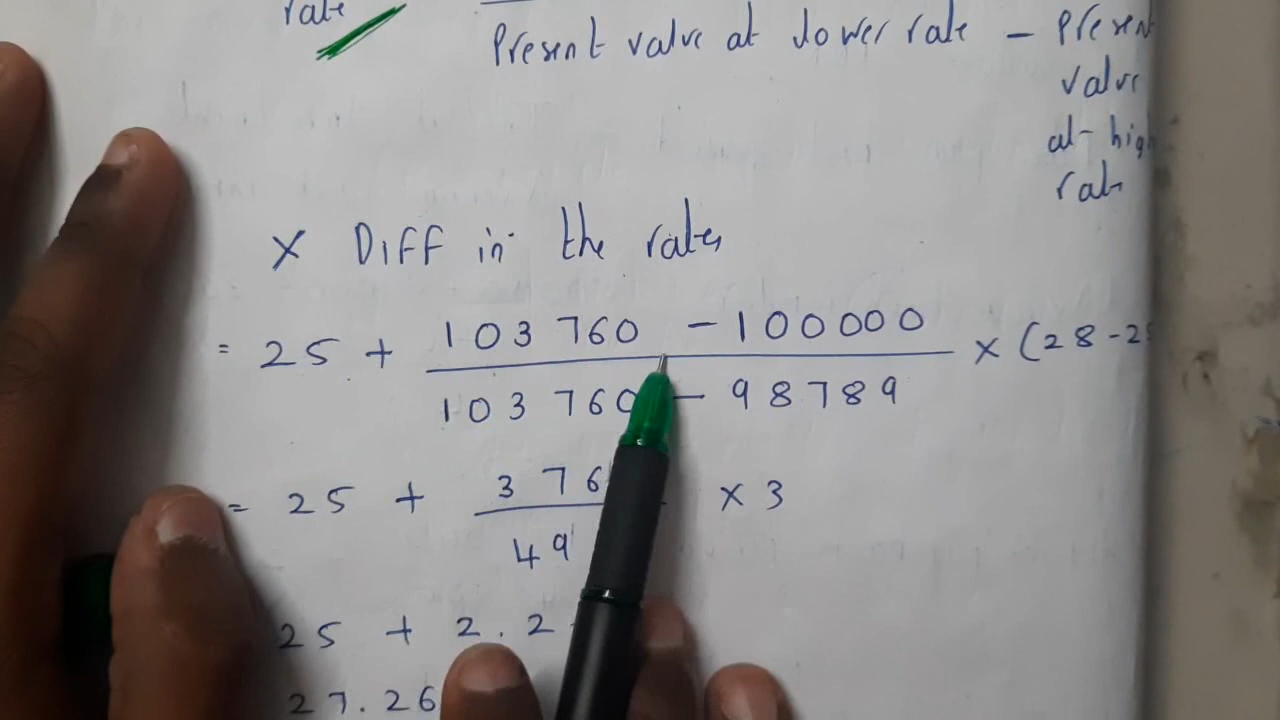 rate
Present value at lower rate - Present
value
at high
rate
× Diff in the rates
= 25 + 103760 - 100000 × (28-25
103760 - 98789
= 25 + 376 × 3
49
25 + 2.2
27.26